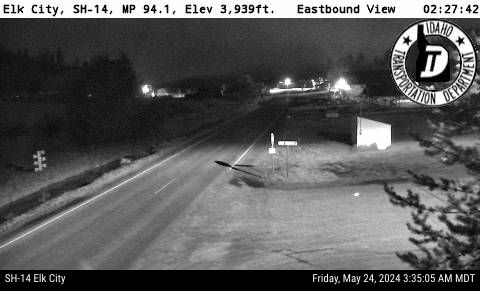 Elk City, SH-14, MP 94.1, Elev 3,939ft. Eastbound View 02:27:42
IDAHO
TRANSPORTATION DEPARTMENT
SH-14 Elk City Friday, May 24, 2024 3:35:05 AM MDT